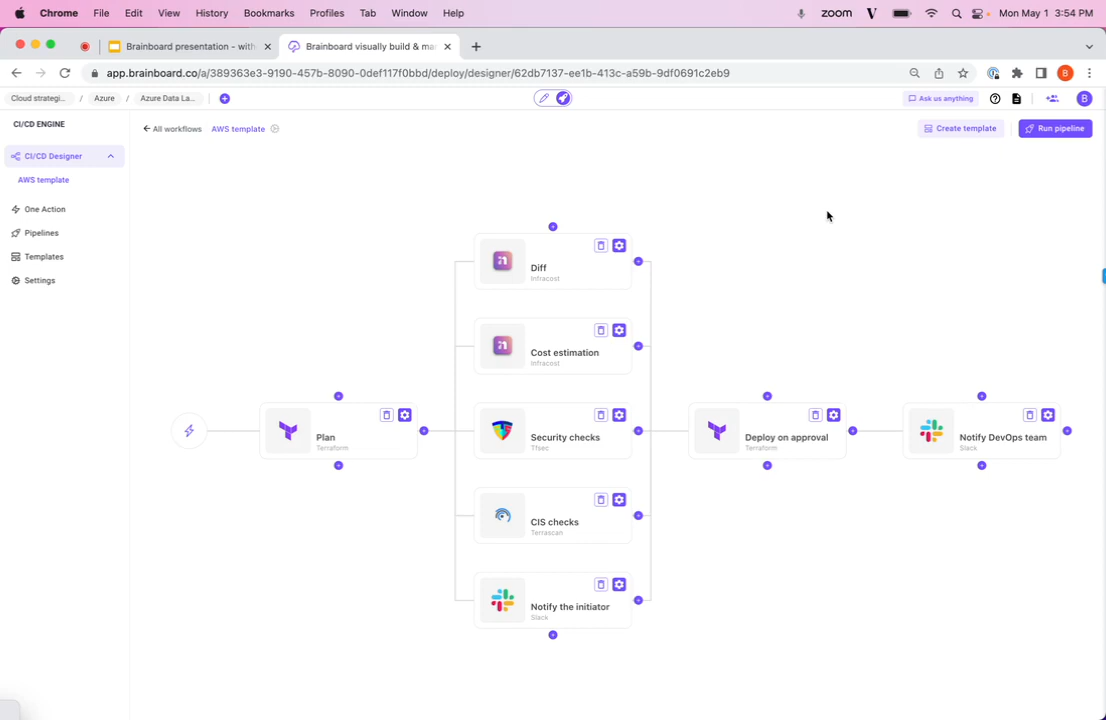 Chrome File Edit View History Bookmarks Profiles Tab Window Help
zoom Mon May 1 3:54 PM
Brainboard presentation - with
Brainboard visually build & ma
app.brainboard.co/a/389363e3-9190-457b-8090-0def117f0bbd/deploy/designer/62db7137-ee1b-413c-a59b-9df0691c2eb9
B
Cloud strategi... / Azure / Azure Data La...
Ask us anything
B
CI/CD ENGINE
All workflows AWS template
Create template Run pipeline
CI/CD Designer
AWS template
One Action
Pipelines
Templates
Settings
Diff
Infracost
Cost estimation
Infracost
Plan
Terraform
Security checks
Tfsec
Deploy on approval
Terraform
Notify DevOps team
Slack
CIS checks
Terrascan
Notify the initiator
Slack